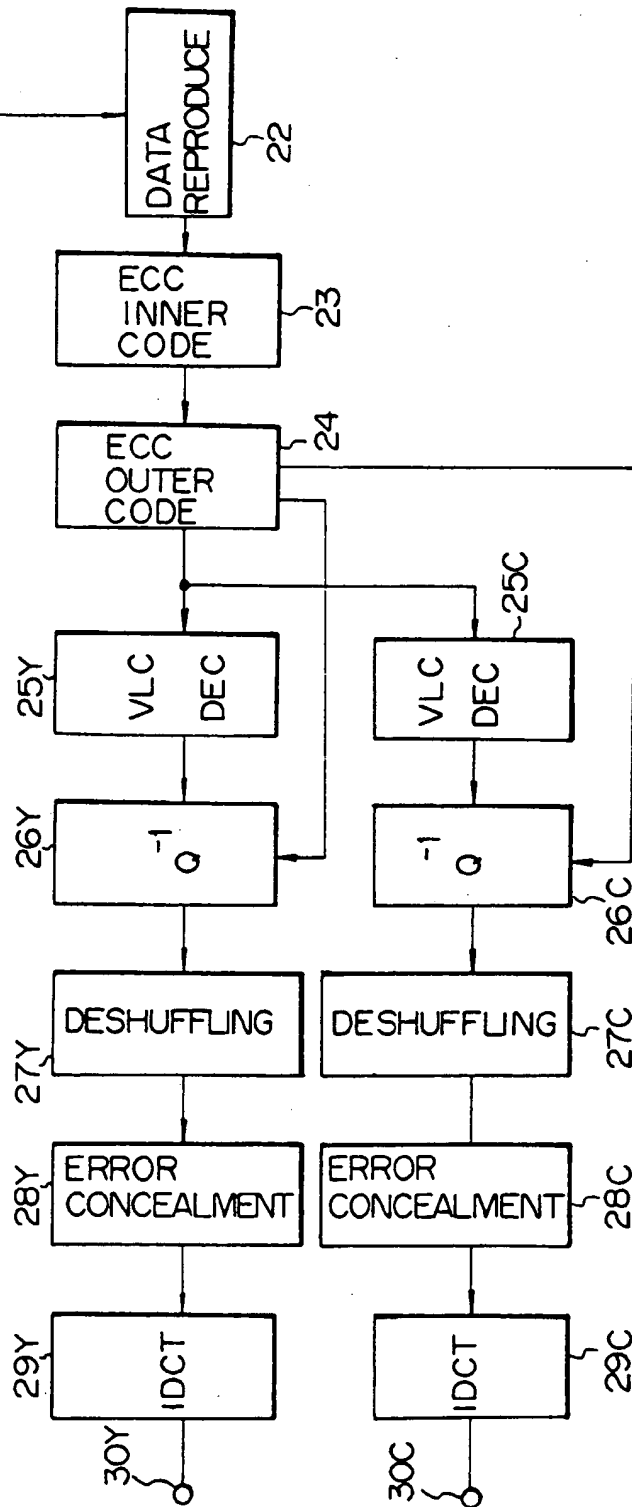 30Y
29Y
IDCT
28Y
ERROR
CONCEALMENT
27Y
DESHUFFLING
26Y
Q⁻¹
25Y
VLC
DEC
ECC
OUTER
CODE
24
ECC
INNER
CODE
23
DATA
REPRODUCE
22
30C
IDCT
29C
ERROR
CONCEALMENT
28C
DESHUFFLING
27C
Q⁻¹
26C
VLC
DEC
25C